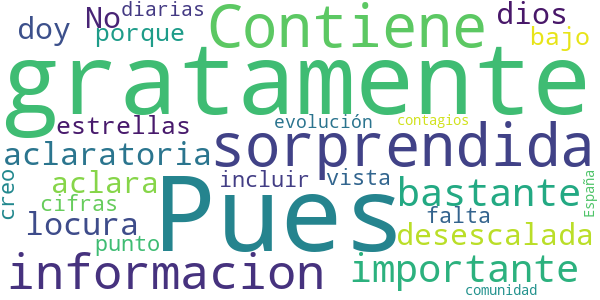 doy No diarias Contiene dios
porque bajo
gratamente
estrellas evolución contagios
aclaratoria sorprendida
creo aclara incluir vista bastante España
cifras Pues falta
locura desescalada
punto
informacion importante
comunidad